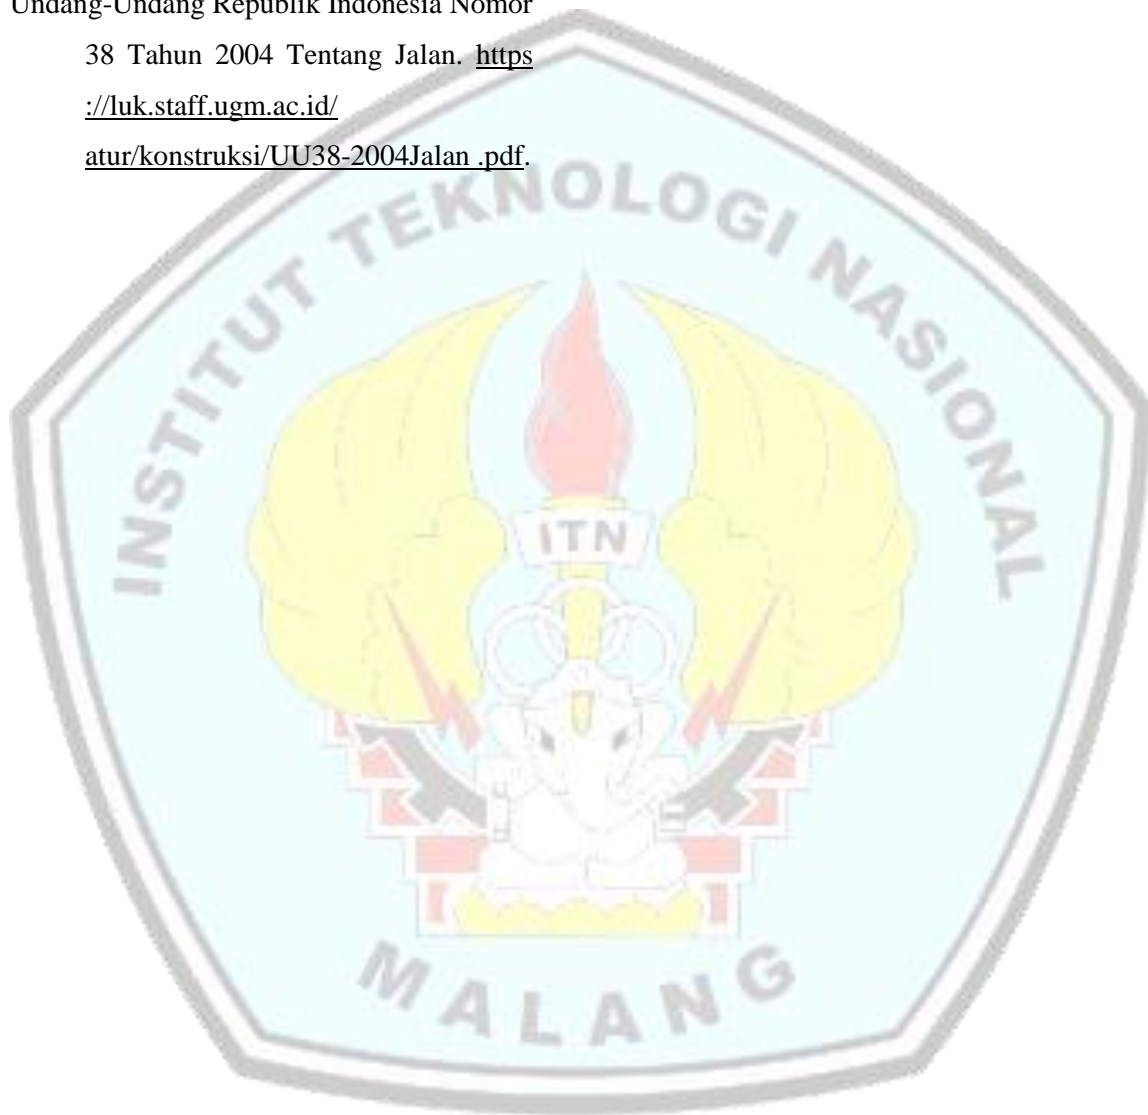 Undang-Undang Republik Indonesia Nomor
38 Tahun 2004 Tentang Jalan. https
://luk.staff.ugm.ac.id/
atur/konstruksi/UU38-2004Jalan .pdf.
INSTITUT TEKNOLOGI NASIONAL
ITN
MALANG